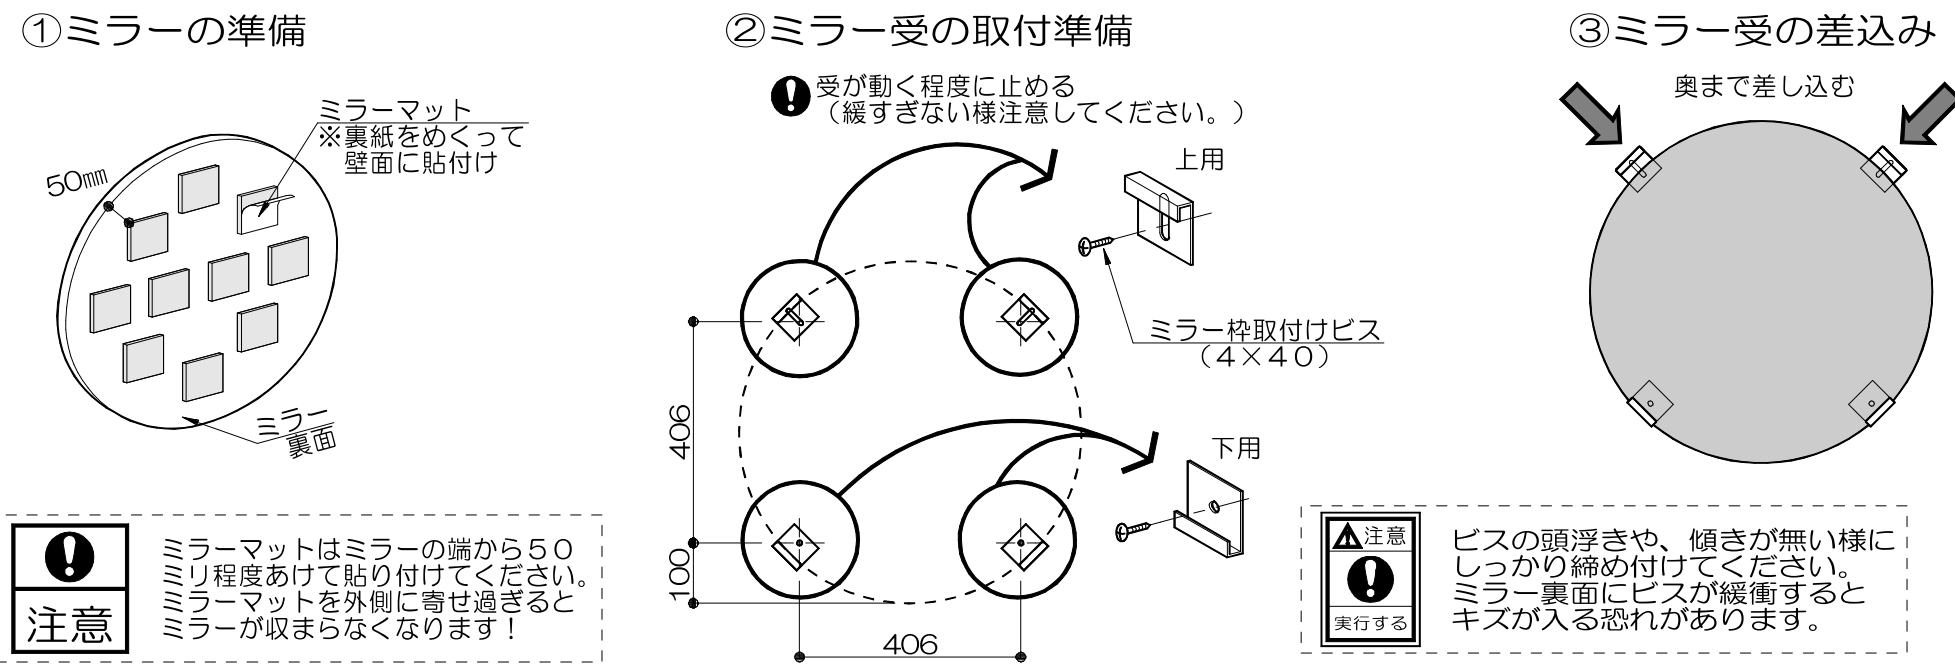 ①ミラーの準備
ミラーマット
※裏紙をめくって
壁面に貼付け
50㎜
ミラー
裏面
注意
ミラーマットはミラーの端から５０
ミリ程度あけて貼り付けてください。
ミラーマットを外側に寄せ過ぎると
ミラーが収まらなくなります！
②ミラー受の取付準備
受が動く程度に止める
（緩すぎない様注意してください。）
上用
ミラー枠取付けビス
（４×４０）
406
下用
100
406
③ミラー受の差込み
奥まで差し込む
注意
実行する
ビスの頭浮きや、傾きが無い様に
しっかり締め付けてください。
ミラー裏面にビスが緩衝すると
キズが入る恐れがあります。